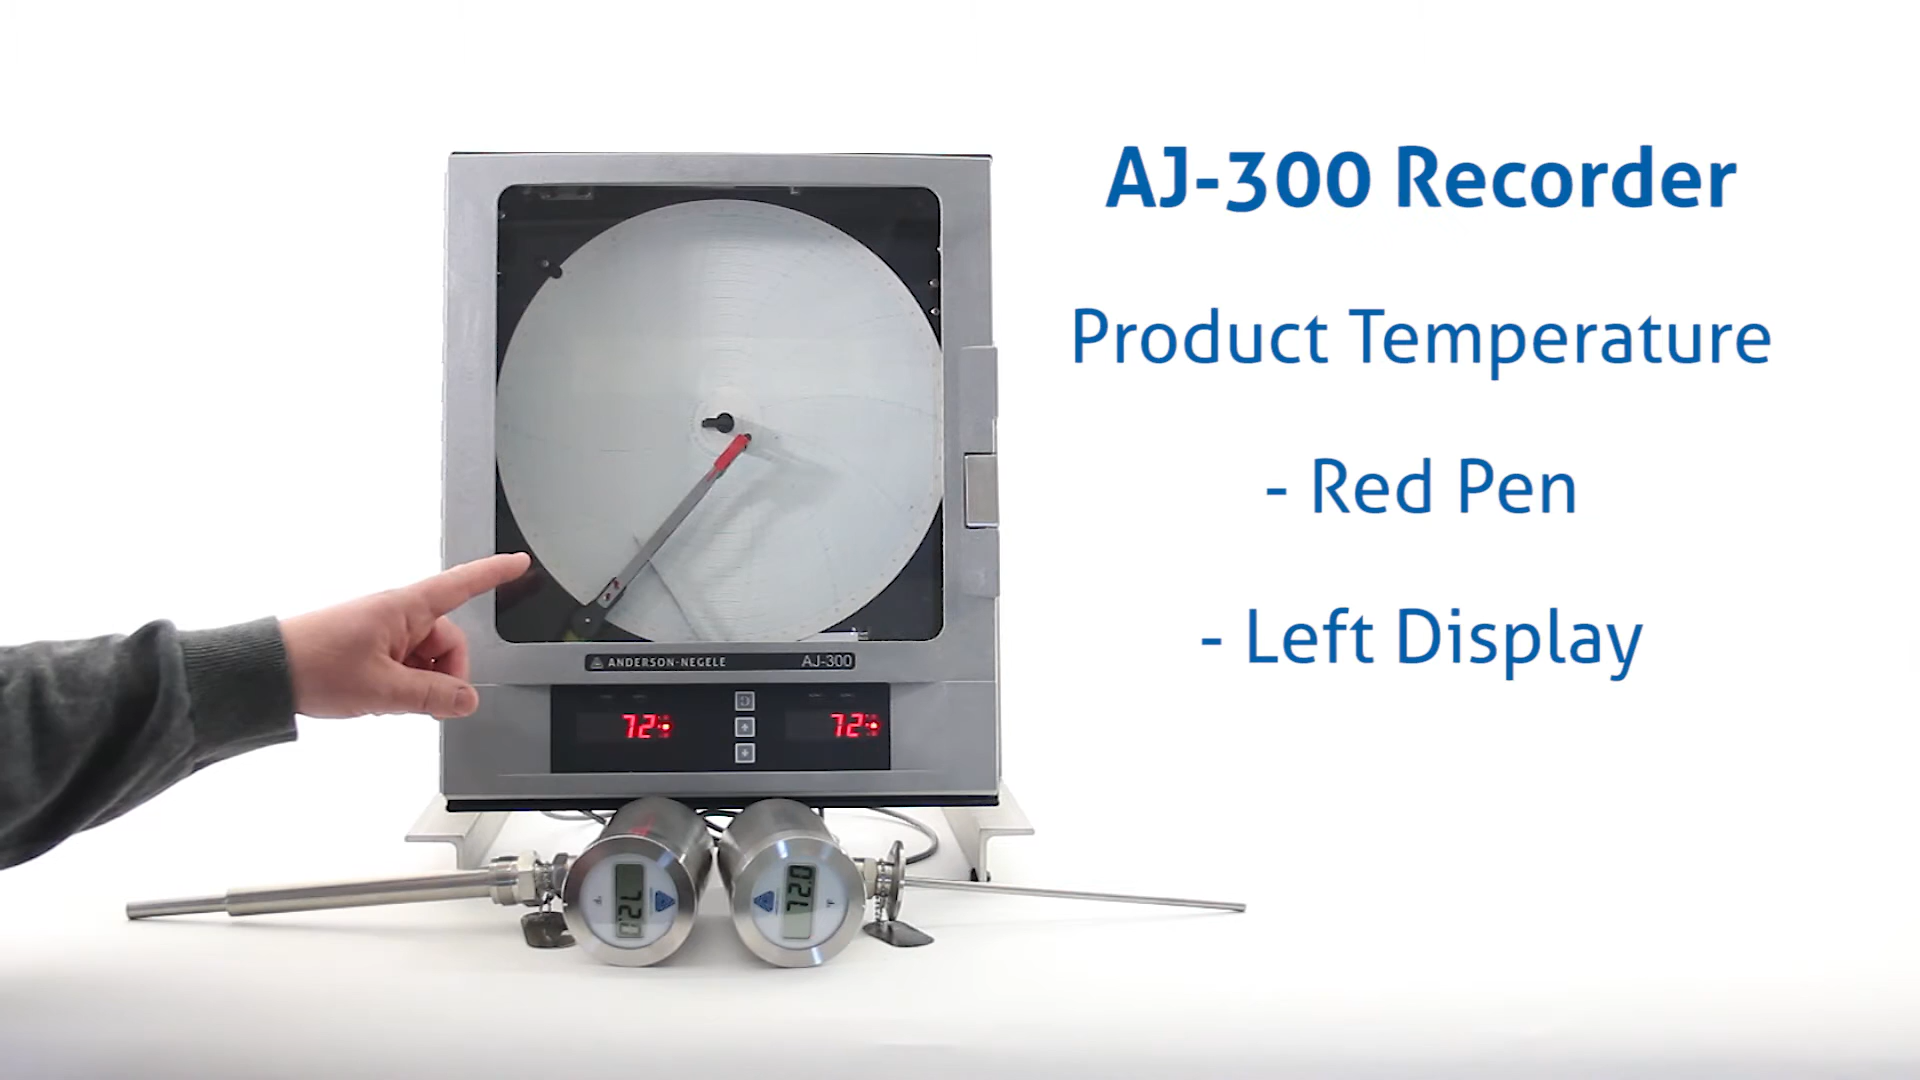 AJ-300 Recorder
Product Temperature
- Red Pen
- Left Display
ANDERSON-NEGELE AJ-300
72
72
72.0
72.0
°F